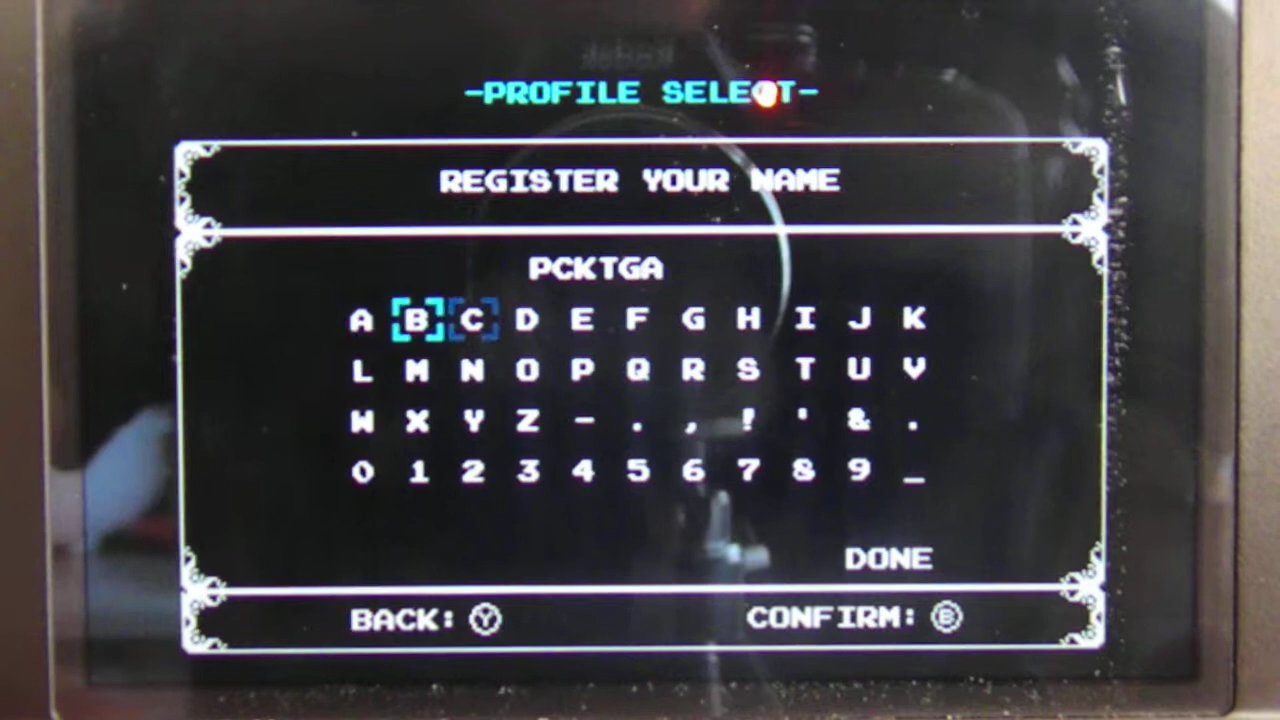 -PROFILE SELECT-
REGISTER YOUR NAME
PCKTGA
A B C D E F G H I J K
L M N O P Q R S T U V
W X Y Z - . , ! ' & .
0 1 2 3 4 5 6 7 8 9 _
DONE
BACK: Y CONFIRM: B